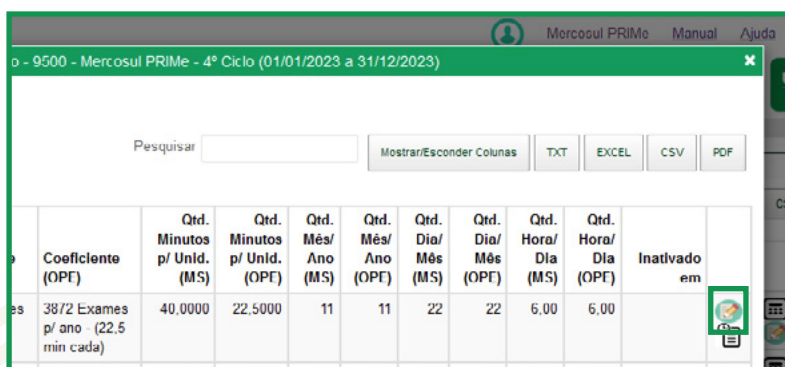 Mercosul PRIMe Manual Ajuda
o - 9500 - Mercosul PRIMe - 4º Ciclo (01/01/2023 a 31/12/2023)
Pesquisar
Mostrar/Esconder Colunas TXT EXCEL CSV PDF
Coeficiente (OPE)
Qtd. Minutos p/ Unid. (MS)
Qtd. Minutos p/ Unid. (OPE)
Qtd. Mês/ Ano (MS)
Qtd. Mês/ Ano (OPE)
Qtd. Dia/ Mês (MS)
Qtd. Dia/ Mês (OPE)
Qtd. Hora/ Dia (MS)
Qtd. Hora/ Dia (OPE)
Inativado em
es 3872 Exames 40,0000 22,5000 11 11 22 22 6,00 6,00
p/ ano - (22,5
min cada)